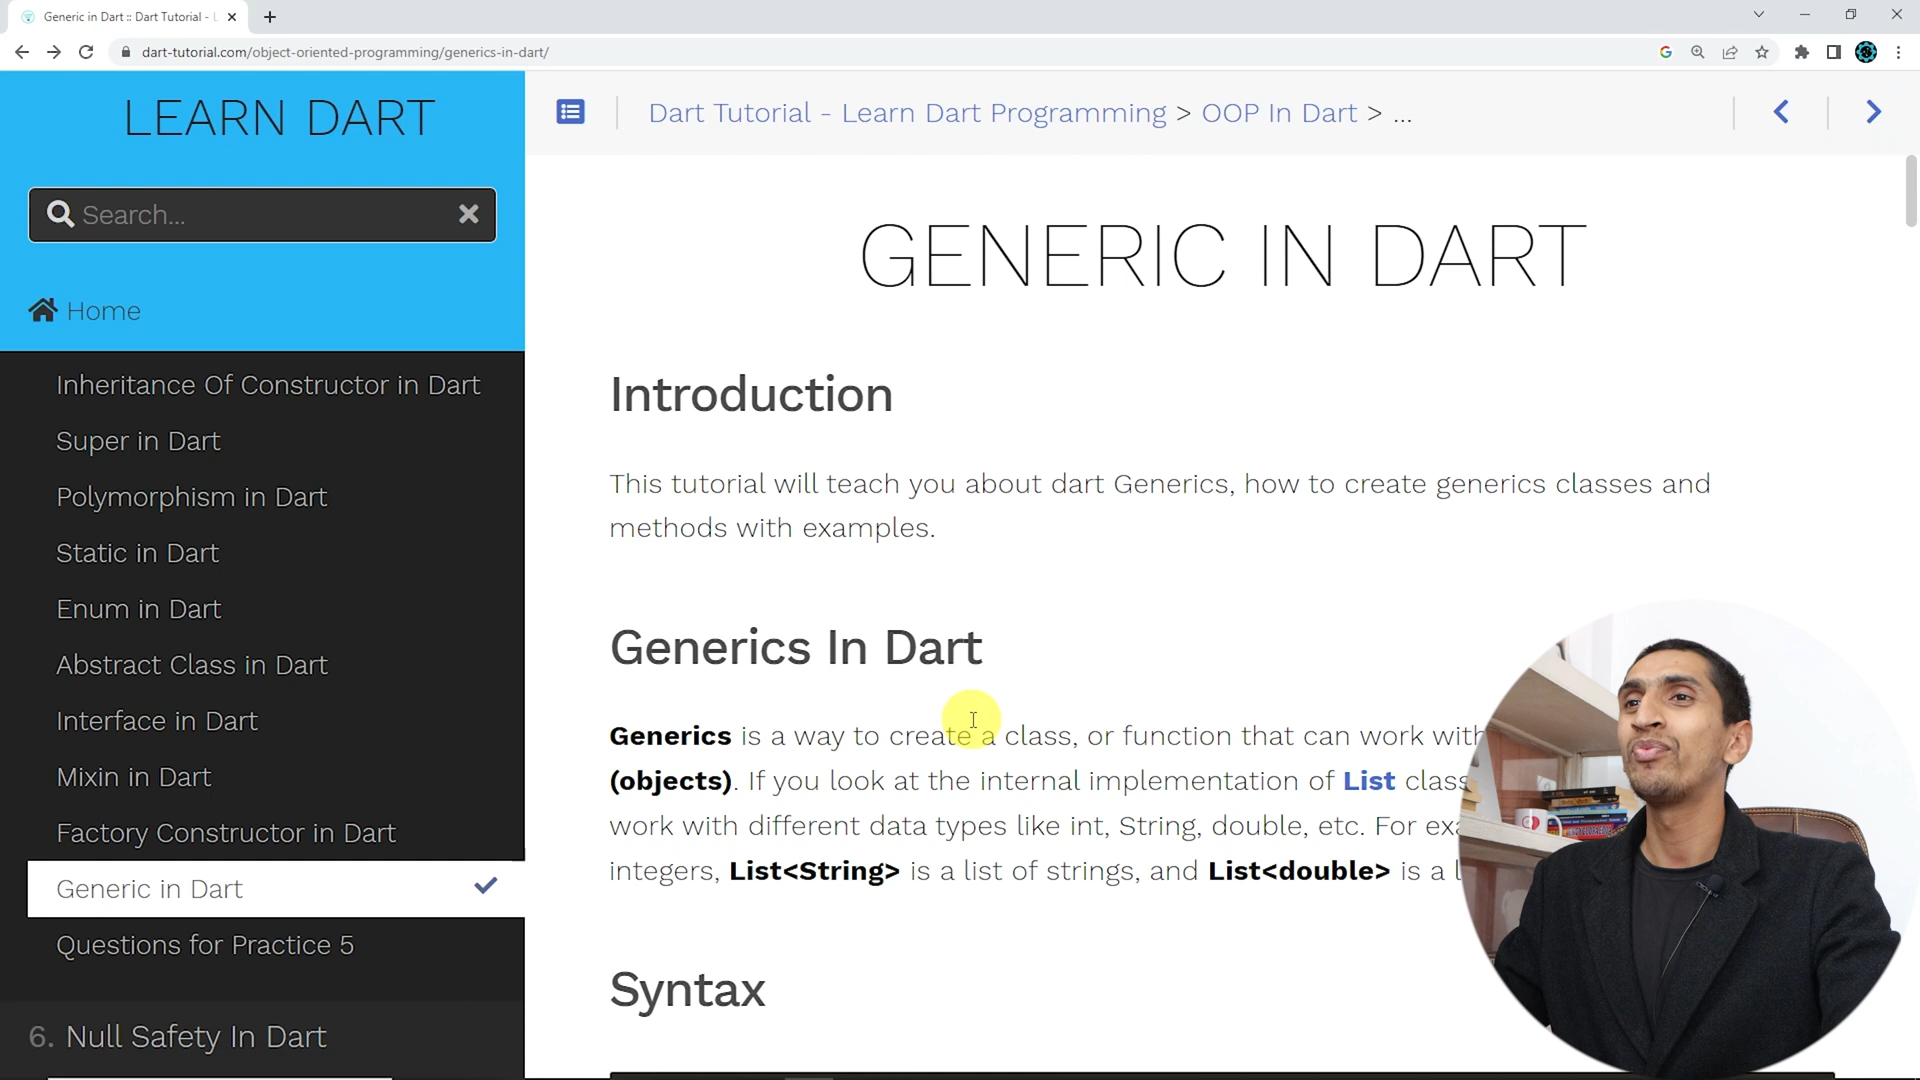 Generic in Dart :: Dart Tutorial - L
dart-tutorial.com/object-oriented-programming/generics-in-dart/
LEARN DART
Search...
Home
Inheritance Of Constructor in Dart
Super in Dart
Polymorphism in Dart
Static in Dart
Enum in Dart
Abstract Class in Dart
Interface in Dart
Mixin in Dart
Factory Constructor in Dart
Generic in Dart
Questions for Practice 5
6. Null Safety In Dart
Dart Tutorial - Learn Dart Programming > OOP In Dart > ...
GENERIC IN DART
Introduction
This tutorial will teach you about dart Generics, how to create generics classes and
methods with examples.
Generics In Dart
Generics is a way to create a class, or function that can work with
(objects). If you look at the internal implementation of List class
work with different data types like int, String, double, etc. For exa
integers, List<String> is a list of strings, and List<double> is a l
Syntax